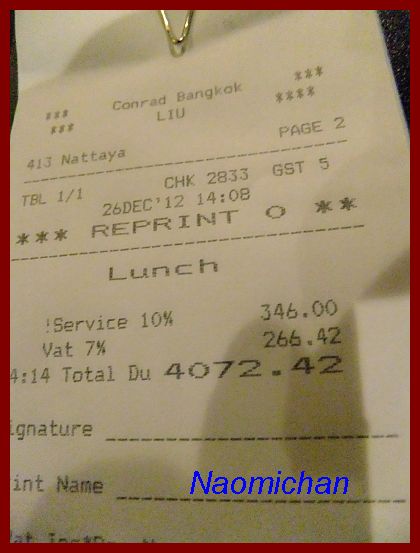 *** Conrad Bangkok ***
*** LIU ****
PAGE 2
413 Nattaya
TBL 1/1 CHK 2833 GST 5
26DEC'12 14:08
*** REPRINT 0 **
Lunch
!Service 10% 346.00
Vat 7% 266.42
4:14 Total Du 4072.42
ignature
int Name Naomichan